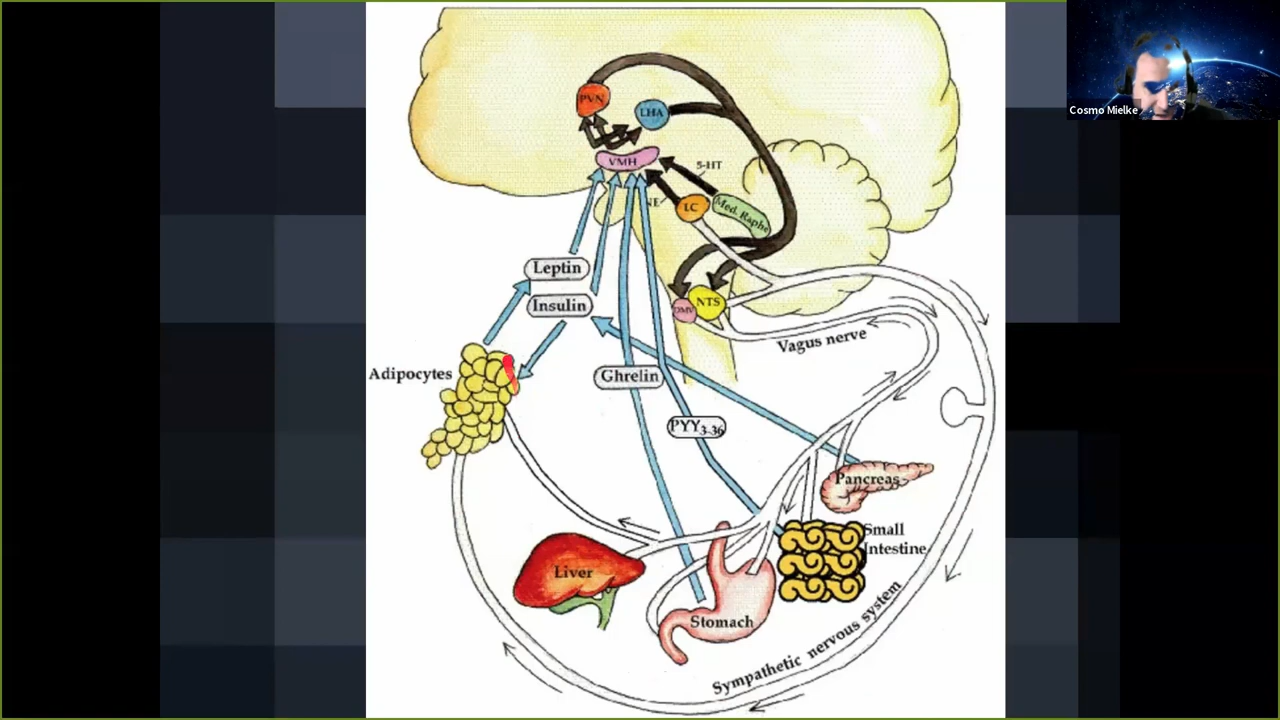 Cosmo Mielke
PVN
LHA
VMH
5-HT
NE
LC
Med. Raphe
Leptin
Insulin
DMV
NTS
Vagus nerve
Adipocytes
Ghrelin
PYY3-36
Pancreas
Small
Intestine
Liver
Stomach
Sympathetic nervous system